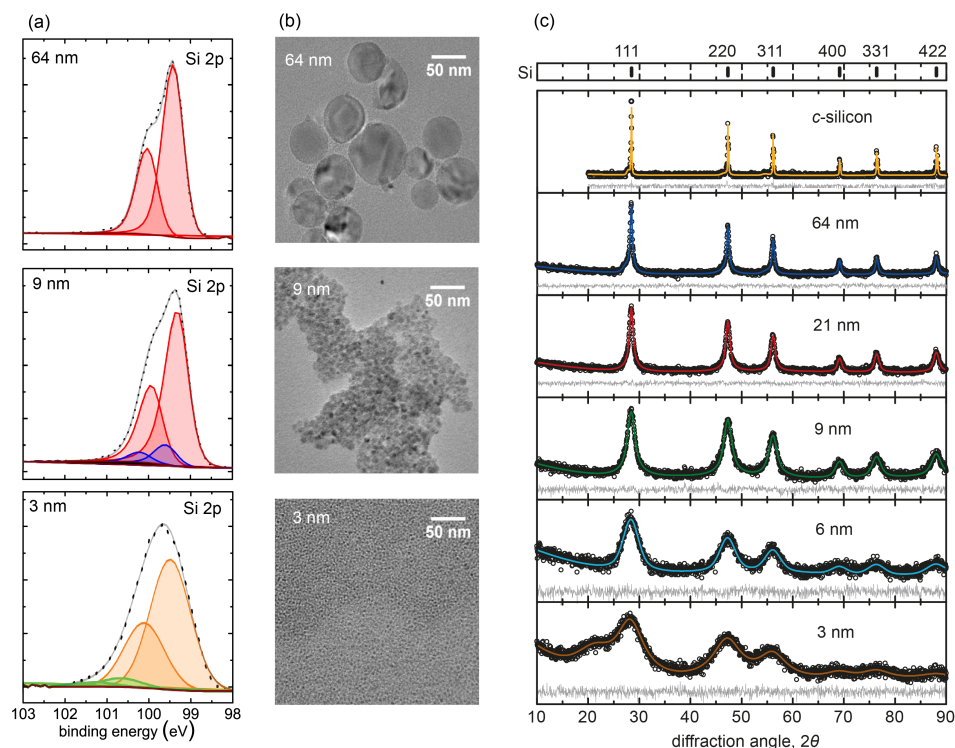 (a)
64 nm
Si 2p
9 nm
Si 2p
3 nm
Si 2p
103 102 101 100 99 98
binding energy (eV)
(b)
64 nm
50 nm
9 nm
50 nm
3 nm
50 nm
(c)
111 220 311 400 331 422
Si
c-silicon
64 nm
21 nm
9 nm
6 nm
3 nm
10 20 30 40 50 60 70 80 90
diffraction angle, 2θ